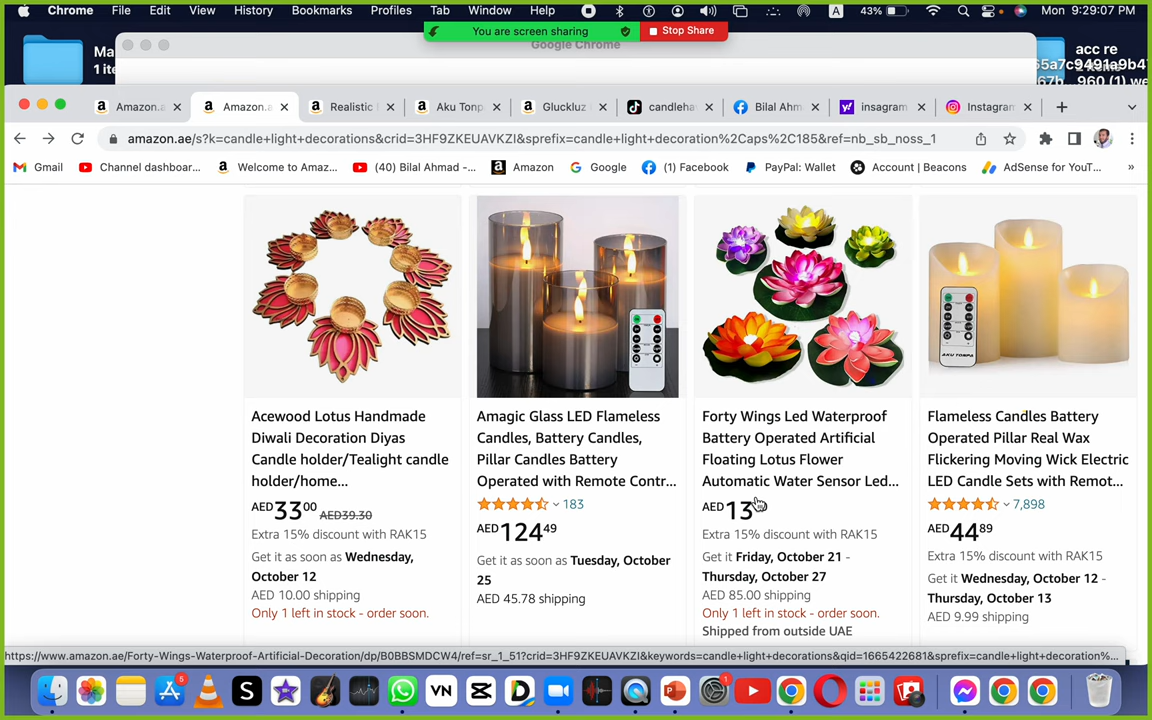 Chrome File Edit View History Bookmarks Profiles Tab Window Help A 43% Mon 9:29:07 PM
You are screen sharing Stop Share
Google Chrome
Ma
1 ite
acc re
Amazon.a Amazon.a Realistic Aku Tonp Gluckluz candleha Bilal Ahm insagram Instagram
amazon.ae/s?k=candle+light+decorations&crid=3HF9ZKEUAVKZI&sprefix=candle+light+decoration%2Caps%2C185&ref=nb_sb_noss_1
Gmail Channel dashboar... Welcome to Amaz... (40) Bilal Ahmad -... Amazon Google (1) Facebook PayPal: Wallet Account | Beacons AdSense for YouT... »
AKU TONPA
Acewood Lotus Handmade
Diwali Decoration Diyas
Candle holder/Tealight candle
holder/home...
AED 33 00 AED39.30
Extra 15% discount with RAK15
Get it as soon as Wednesday,
October 12
AED 10.00 shipping
Only 1 left in stock - order soon.
Amagic Glass LED Flameless
Candles, Battery Candles,
Pillar Candles Battery
Operated with Remote Contr...
183
AED 124 49
Get it as soon as Tuesday, October
25
AED 45.78 shipping
Forty Wings Led Waterproof
Battery Operated Artificial
Floating Lotus Flower
Automatic Water Sensor Led...
AED 13
Extra 15% discount with RAK15
Get it Friday, October 21 -
Thursday, October 27
AED 85.00 shipping
Only 1 left in stock - order soon.
Shipped from outside UAE
Flameless Candles Battery
Operated Pillar Real Wax
Flickering Moving Wick Electric
LED Candle Sets with Remot...
7,898
AED 44 89
Extra 15% discount with RAK15
Get it Wednesday, October 12 -
Thursday, October 13
AED 9.99 shipping
https://www.amazon.ae/Forty-Wings-Waterproof-Artificial-Decoration/dp/B0BBSMDCW4/ref=sr_1_51?crid=3HF9ZKEUAVKZI&keywords=candle+light+decorations&qid=1665422681&sprefix=candle+light+decoration%...
5 S VN D P 1